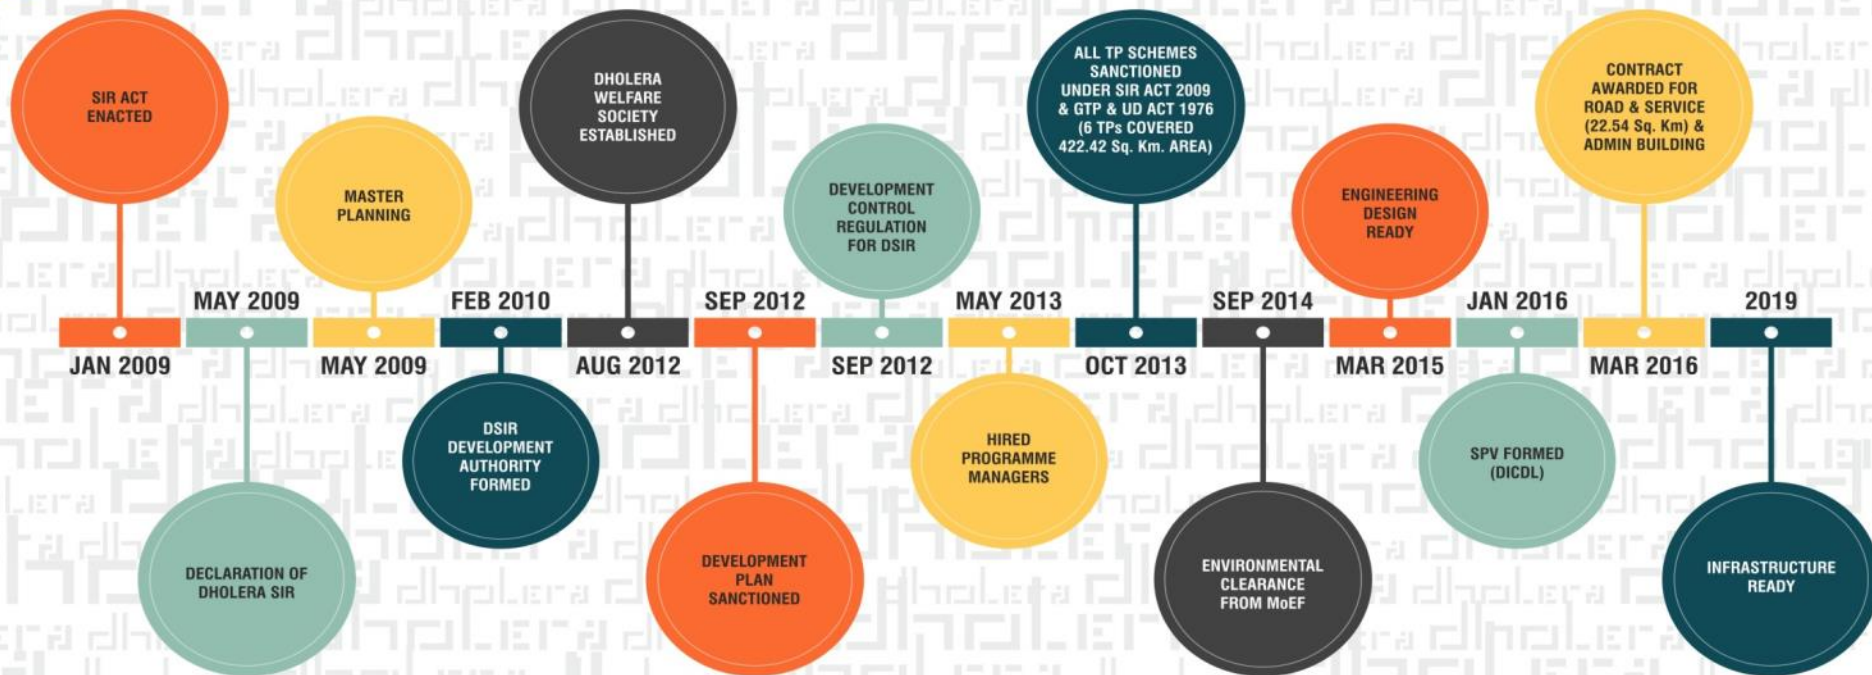 SIR ACT
ENACTED
JAN 2009
MAY 2009
DECLARATION OF
DHOLERA SIR
MASTER
PLANNING
MAY 2009
FEB 2010
DSIR
DEVELOPMENT
AUTHORITY
FORMED
DHOLERA
WELFARE
SOCIETY
ESTABLISHED
AUG 2012
SEP 2012
DEVELOPMENT
PLAN
SANCTIONED
DEVELOPMENT
CONTROL
REGULATION
FOR DSIR
SEP 2012
MAY 2013
HIRED
PROGRAMME
MANAGERS
ALL TP SCHEMES
SANCTIONED
UNDER SIR ACT 2009
& GTP & UD ACT 1976
(6 TPs COVERED
422.42 Sq. Km. AREA)
OCT 2013
SEP 2014
ENVIRONMENTAL
CLEARANCE
FROM MoEF
ENGINEERING
DESIGN
READY
MAR 2015
JAN 2016
SPV FORMED
(DICDL)
CONTRACT
AWARDED FOR
ROAD & SERVICE
(22.54 Sq. Km) &
ADMIN BUILDING
MAR 2016
2019
INFRASTRUCTURE
READY